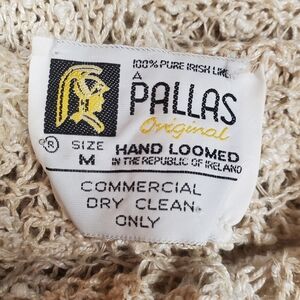 100% PURE IRISH LINEN
A
PALLAS
Original
® SIZE HAND LOOMED
M IN THE REPUBLIC OF IRELAND
COMMERCIAL
DRY CLEAN
ONLY